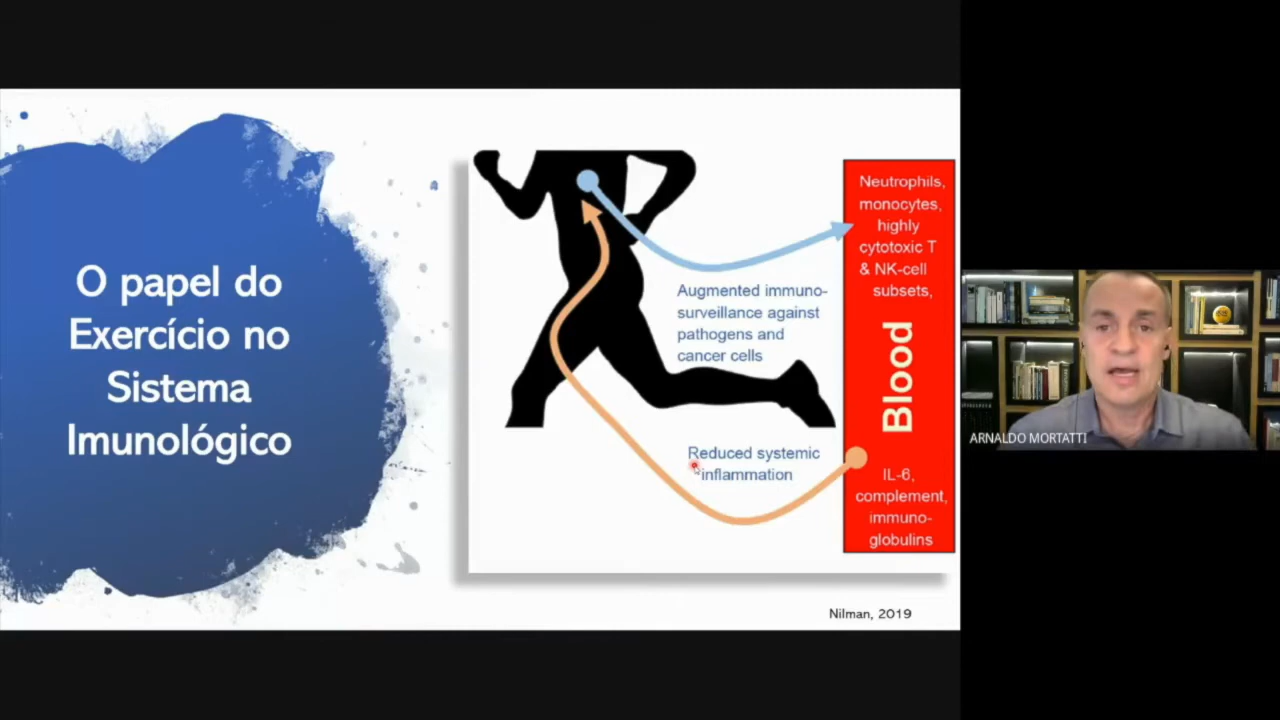 O papel do
Exercício no
Sistema
Imunológico
Neutrophils,
monocytes,
highly
cytotoxic T
& NK-cell
subsets,
Blood
IL-6,
complement,
immuno-
globulins
Augmented immuno-
surveillance against
pathogens and
cancer cells
Reduced systemic
inflammation
Nilman, 2019
ARNALDO MORTATTI